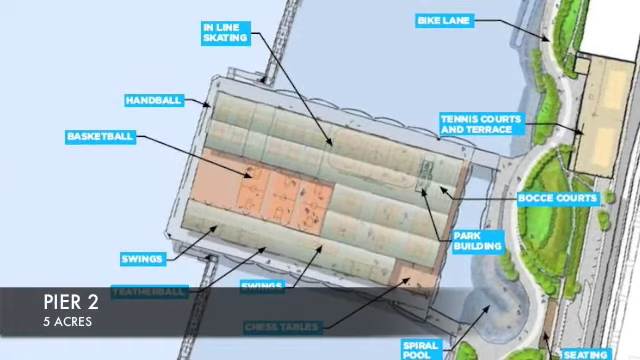 IN LINE
SKATING
BIKE LANE
HANDBALL
TENNIS COURTS
AND TERRACE
BASKETBALL
BOCCE COURTS
PARK
BUILDING
SWINGS
SWINGS
TEATHERBALL
CHESS TABLES
PIER 2
5 ACRES
SPIRAL
POOL
SEATING